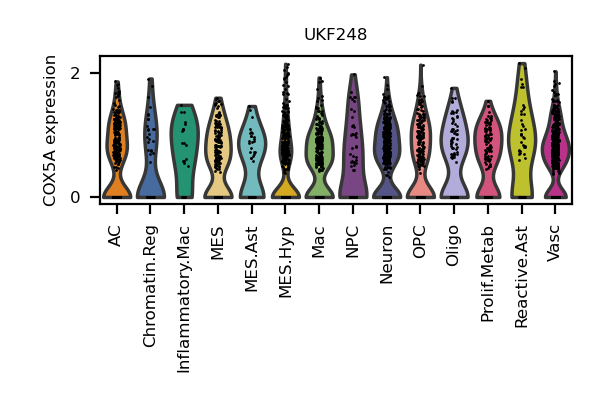 UKF248
COX5A expression
2
0
AC
Chromatin.Reg
Inflammatory.Mac
MES
MES.Ast
MES.Hyp
Mac
NPC
Neuron
OPC
Oligo
Prolif.Metab
Reactive.Ast
Vasc